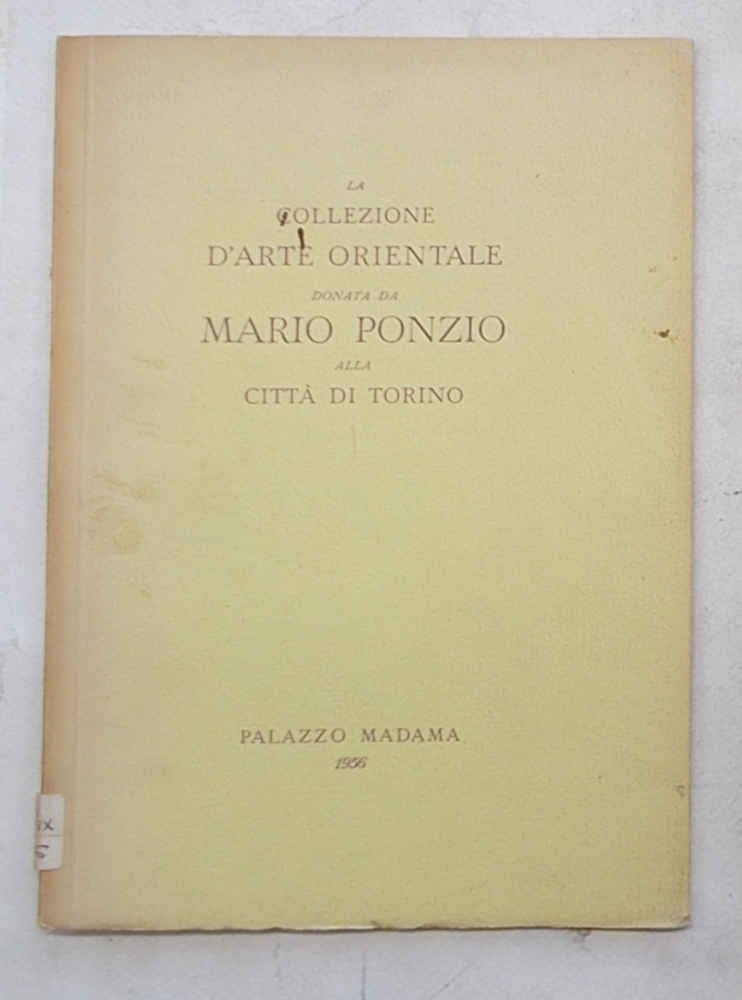 LA
COLLEZIONE
D'ARTE ORIENTALE
DONATA DA
MARIO PONZIO
ALLA
CITTÀ DI TORINO
PALAZZO MADAMA
1956